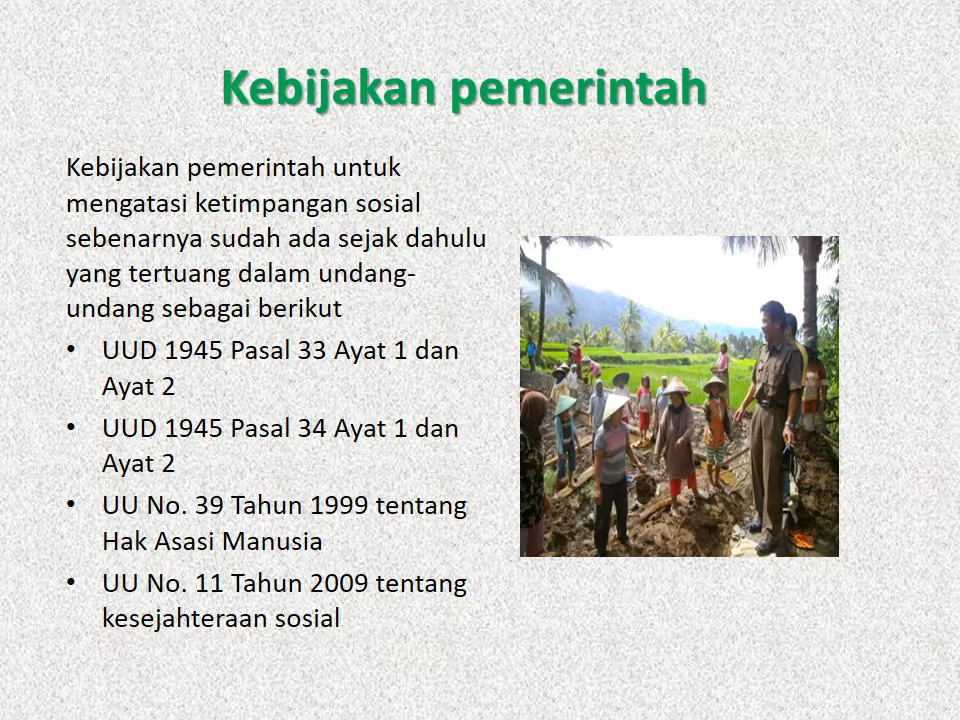 Kebijakan pemerintah
Kebijakan pemerintah untuk
mengatasi ketimpangan sosial
sebenarnya sudah ada sejak dahulu
yang tertuang dalam undang-
undang sebagai berikut
• UUD 1945 Pasal 33 Ayat 1 dan
Ayat 2
• UUD 1945 Pasal 34 Ayat 1 dan
Ayat 2
• UU No. 39 Tahun 1999 tentang
Hak Asasi Manusia
• UU No. 11 Tahun 2009 tentang
kesejahteraan sosial